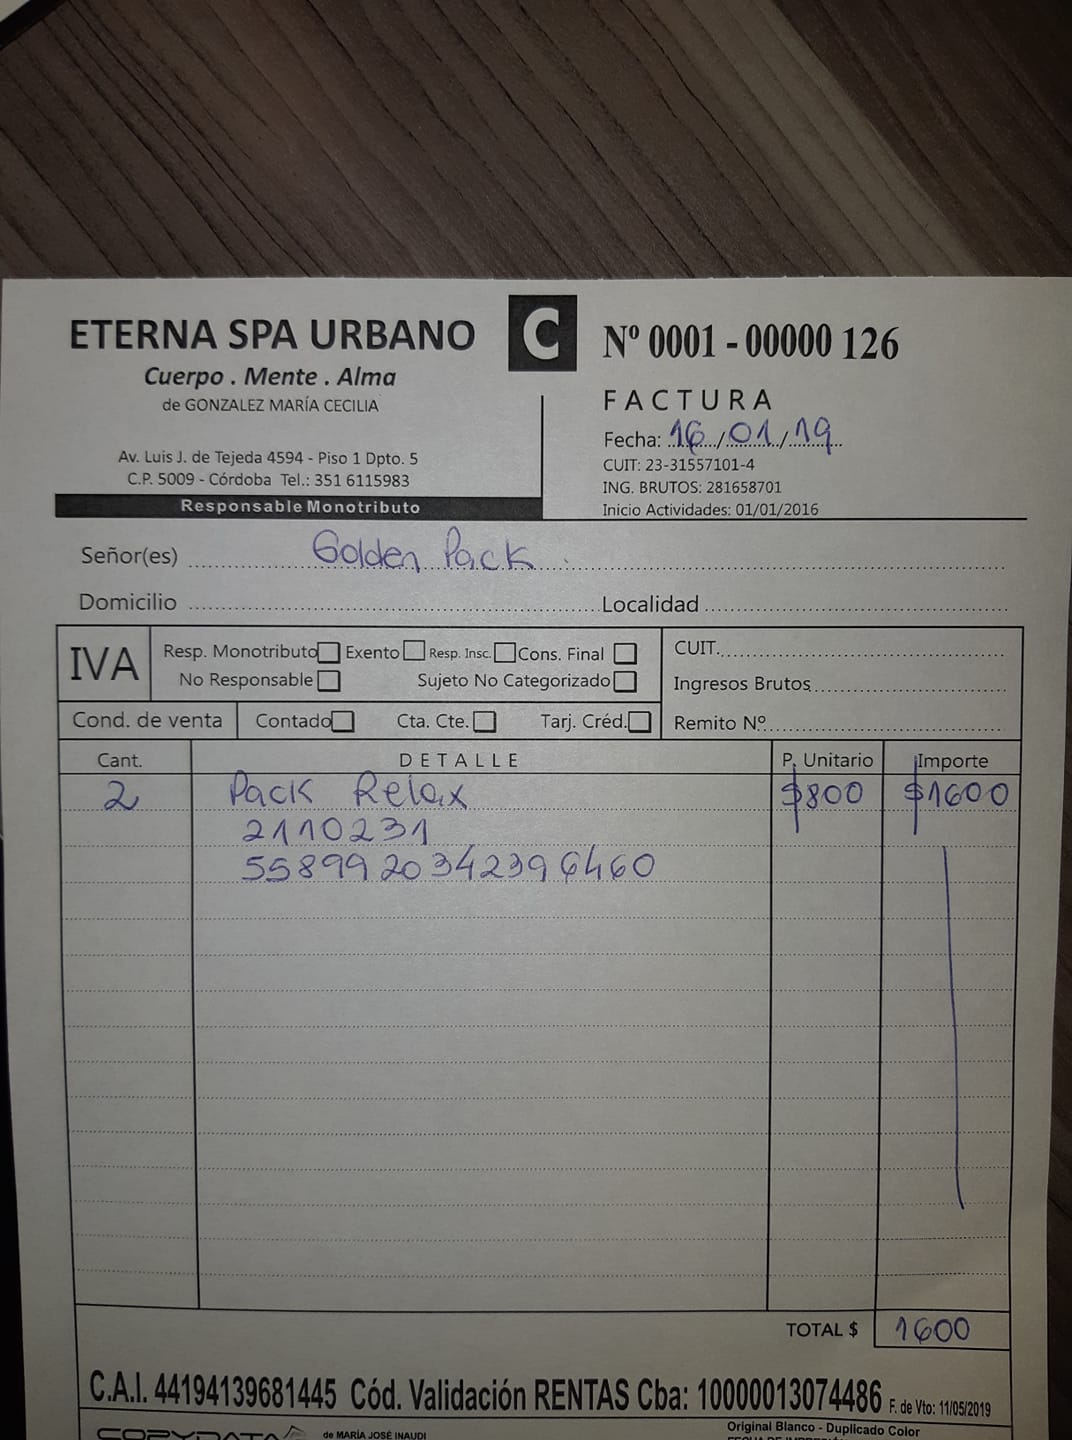 ETERNA SPA URBANO
Cuerpo . Mente . Alma
de GONZALEZ MARÍA CECILIA
Av. Luis J. de Tejeda 4594 - Piso 1 Dpto. 5
C.P. 5009 - Córdoba Tel.: 351 6115983
Responsable Monotributo
C
Nº 0001 - 00000 126
FACTURA
Fecha: 16/01/19
CUIT: 23-31557101-4
ING. BRUTOS: 281658701
Inicio Actividades: 01/01/2016
Señor(es) Golden Pack
Domicilio Localidad
IVA Resp. Monotributo Exento Resp. Insc. Cons. Final CUIT.
No Responsable Sujeto No Categorizado Ingresos Brutos
Cond. de venta Contado Cta. Cte. Tarj. Créd. Remito Nº
Cant. DETALLE P. Unitario Importe
2 Pack Relax $800 $1600
2110231
5589920342396460
TOTAL $ 1600
C.A.I. 44194139681445 Cód. Validación RENTAS Cba: 10000013074486 F. de Vto: 11/05/2019
COPYDATA de MARÍA JOSÉ INAUDI Original Blanco - Duplicado Color